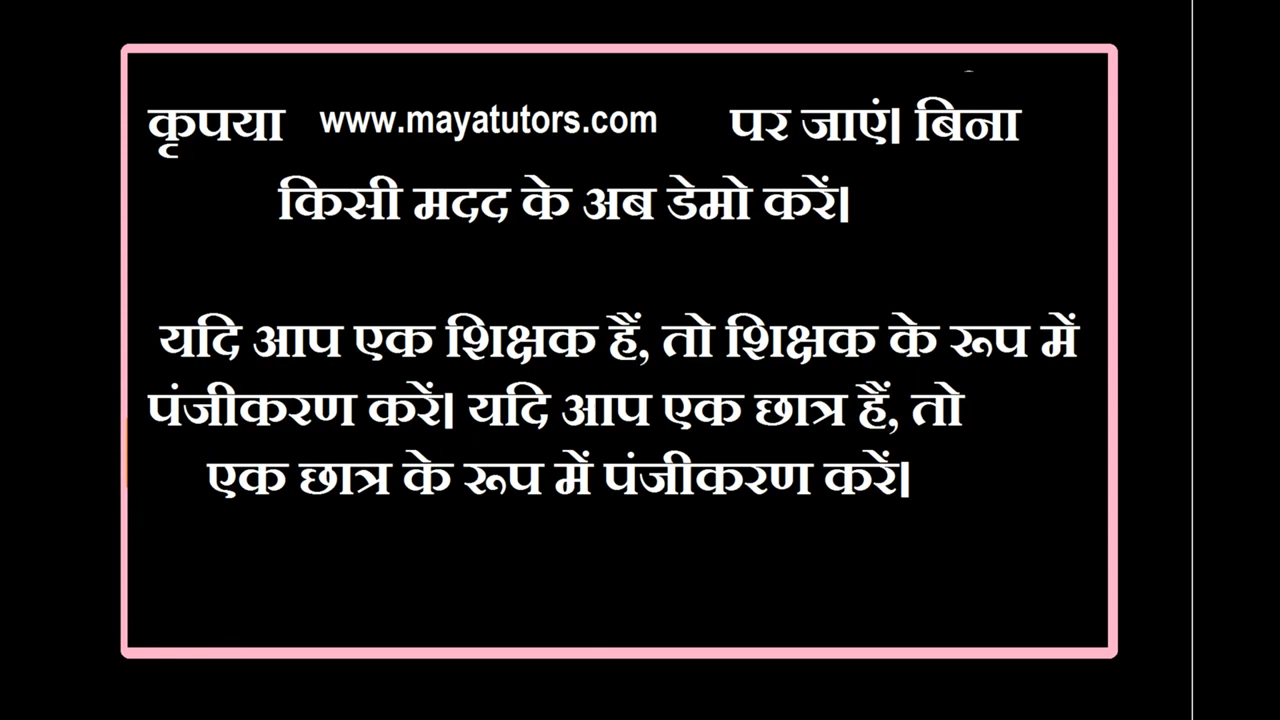 कृपया www.mayatutors.com पर जाएं। बिना
किसी मदद के अब डेमो करें।
यदि आप एक शिक्षक हैं, तो शिक्षक के रूप में
पंजीकरण करें। यदि आप एक छात्र हैं, तो
एक छात्र के रूप में पंजीकरण करें।